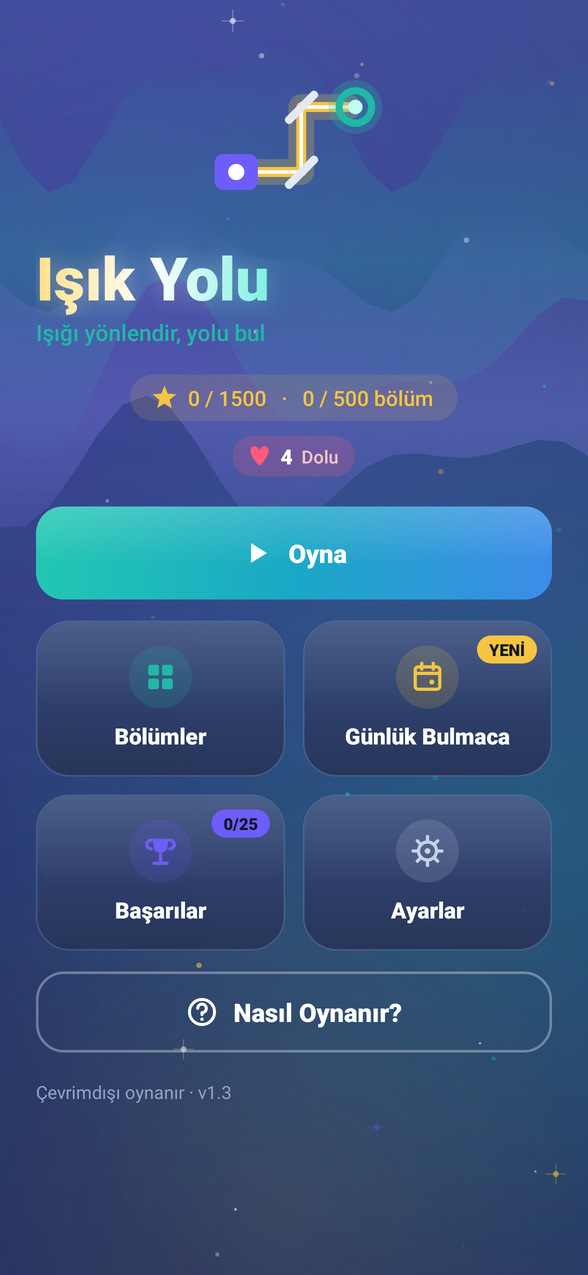 Işık Yolu
Işığı yönlendir, yolu bul
0 / 1500 · 0 / 500 bölüm
4 Dolu
Oyna
Bölümler
YENİ
Günlük Bulmaca
0/25
Başarılar
Ayarlar
Nasıl Oynanır?
Çevrimdışı oynanır · v1.3